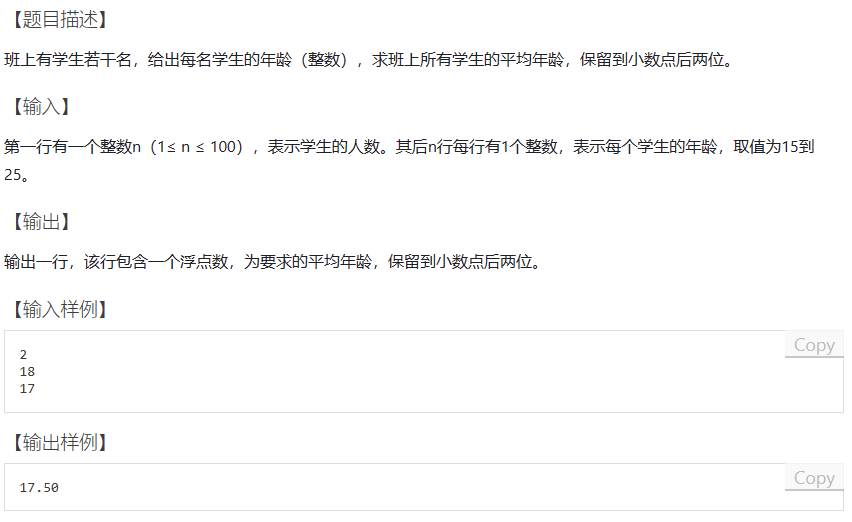 【题目描述】
班上有学生若干名，给出每名学生的年龄（整数），求班上所有学生的平均年龄，保留到小数点后两位。
【输入】
第一行有一个整数n（1≤ n ≤ 100），表示学生的人数。其后n行每行有1个整数，表示每个学生的年龄，取值为15到
25。
【输出】
输出一行，该行包含一个浮点数，为要求的平均年龄，保留到小数点后两位。
【输入样例】
Copy
2
18
17
【输出样例】
Copy
17.50